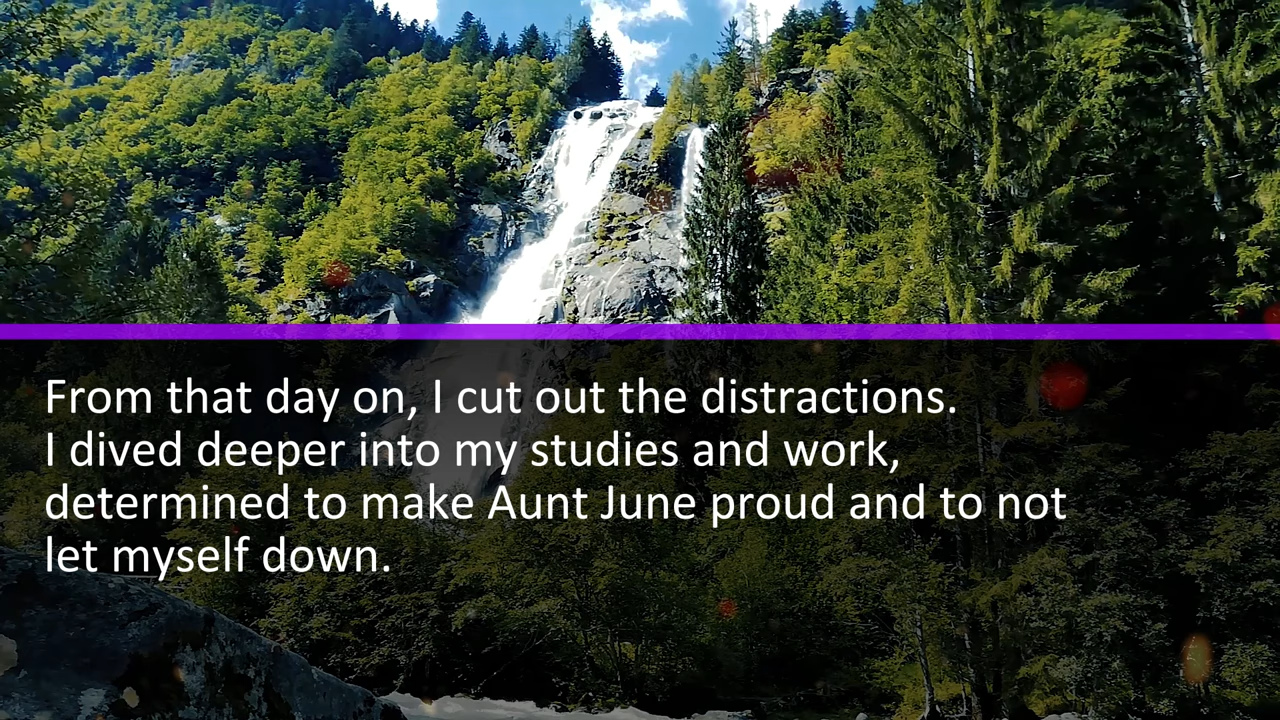 From that day on, I cut out the distractions.
I dived deeper into my studies and work,
determined to make Aunt June proud and to not
let myself down.